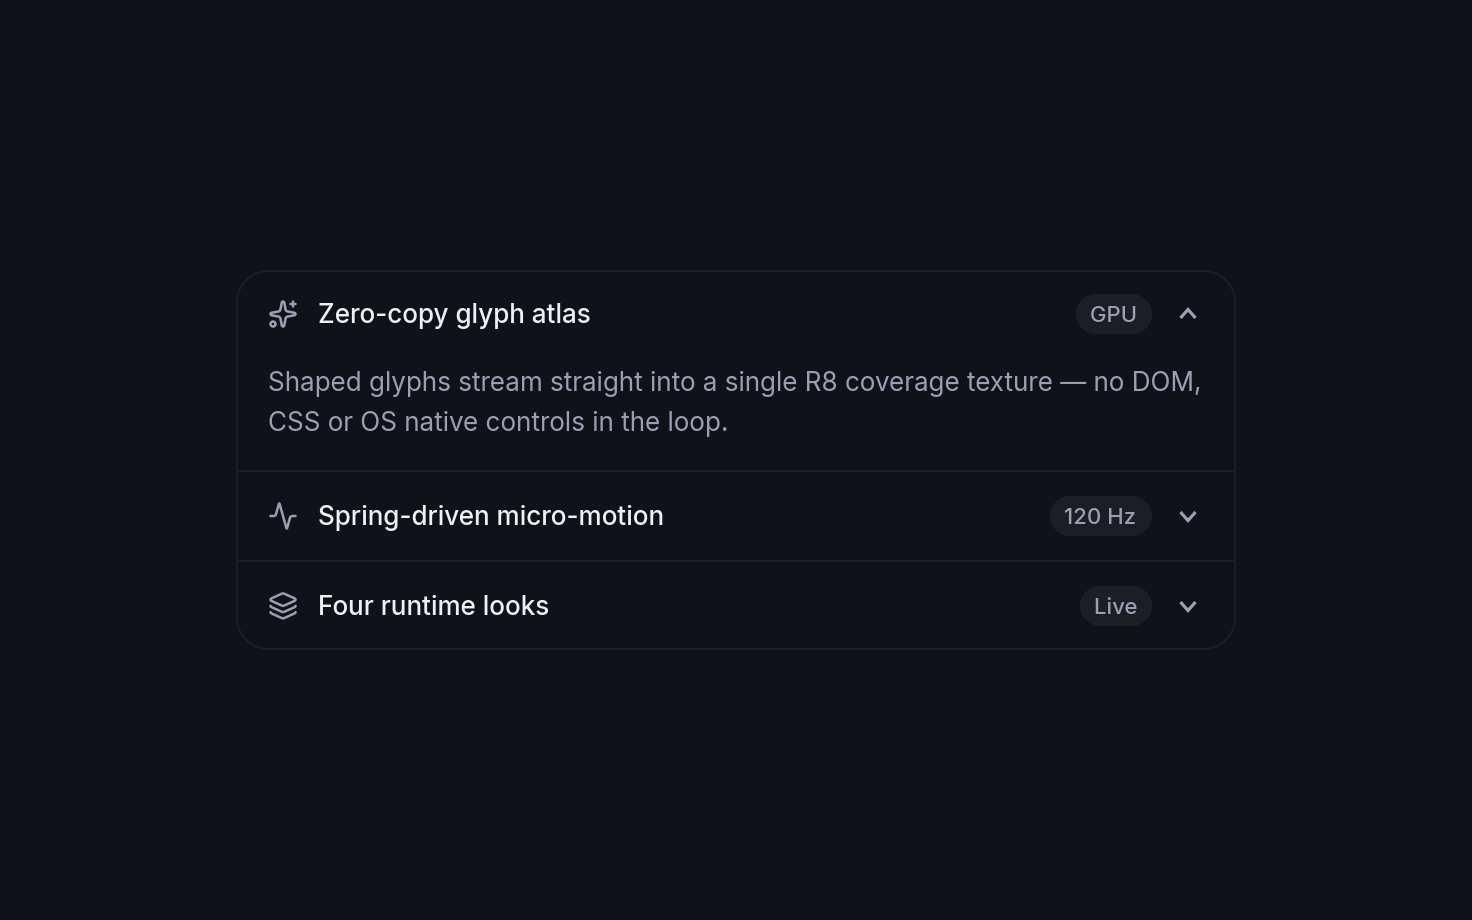 Zero-copy glyph atlas
GPU
Shaped glyphs stream straight into a single R8 coverage texture — no DOM,
CSS or OS native controls in the loop.
Spring-driven micro-motion
120 Hz
Four runtime looks
Live